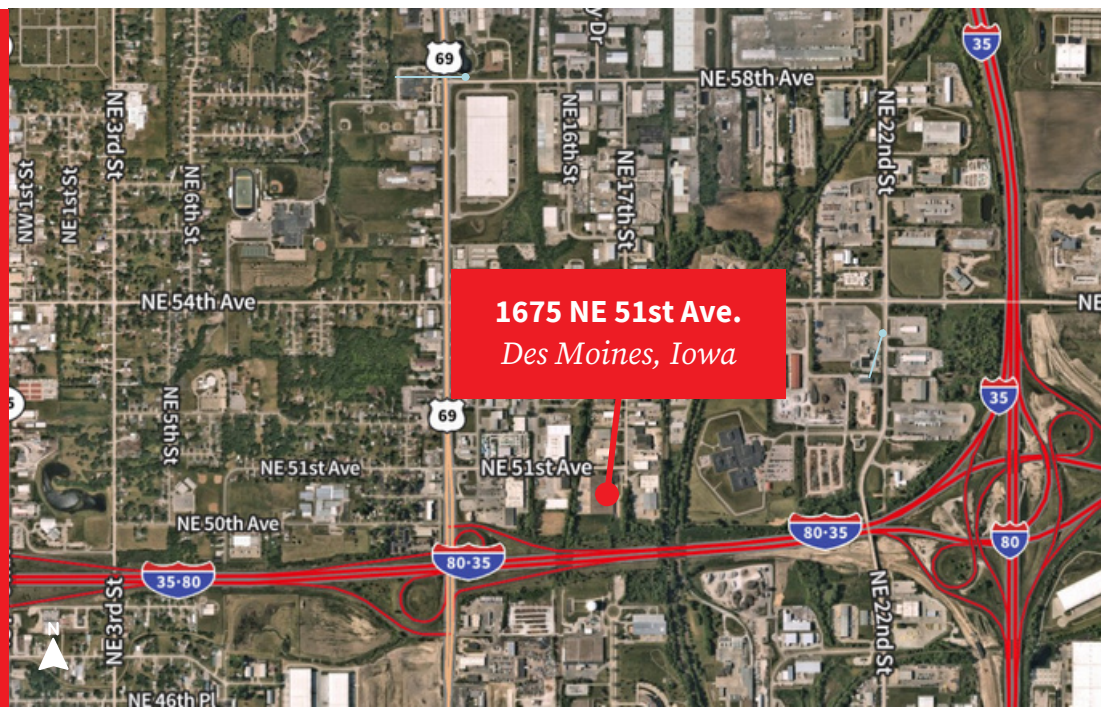 69
35
NE 58th Ave
y Dr
NE 3rd St
NE 16th St
NE 22nd St
NW 1st St
NE 1st St
NE 6th St
NE 17th St
1675 NE 51st Ave.
Des Moines, Iowa
NE 54th Ave
NE
35
69
NE 5th St
NE 51st Ave
NE 51st Ave
NE 50th Ave
80·35
80·35
80
35·80
NE 3rd St
NE 22nd St
N
NE 46th Pl